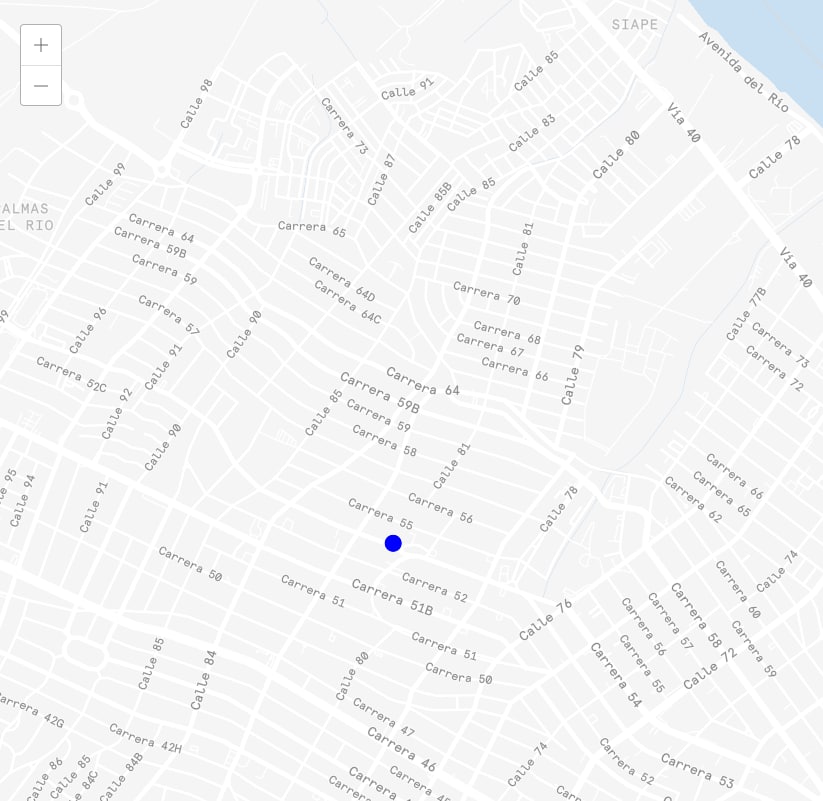 SIAPE
Avenida del Río
Calle 85
Calle 91
Calle 98
Carrera 73
Calle 83
Vía 40
Calle 80
Calle 78
Calle 99
Calle 87
Calle 85B
Calle 85
ALMAS
EL RIO
Carrera 64
Carrera 59B
Carrera 59
Carrera 65
Calle 81
Vía 40
Carrera 64D
Carrera 64C
Carrera 70
Calle 77B
Carrera 57
99
Calle 96
Calle 90
Carrera 68
Carrera 67
Carrera 66
Carrera 73
Carrera 72
Calle 91
Carrera 52C
Carrera 64
Carrera 59B
Calle 79
Calle 92
Calle 85
Carrera 59
Carrera 58
Calle 90
Calle 81
Carrera 66
Carrera 65
Carrera 62
le 95
Calle 94
Calle 91
Carrera 56
Carrera 55
Calle 78
Carrera 50
Carrera 52
Carrera 51B
Carrera 51
Calle 76
Calle 74
Carrera 60
Carrera 58
Carrera 57
Carrera 56
Carrera 59
Carrera 55
Calle 72
Carrera 54
Carrera 51
Carrera 50
Calle 85
Calle 84
Calle 80
arrera 42G
Carrera 42H
Carrera 47
Carrera 46
Calle 74
Carrera 52
Carrera 53
alle 86
Calle 85
84C
Calle 84B